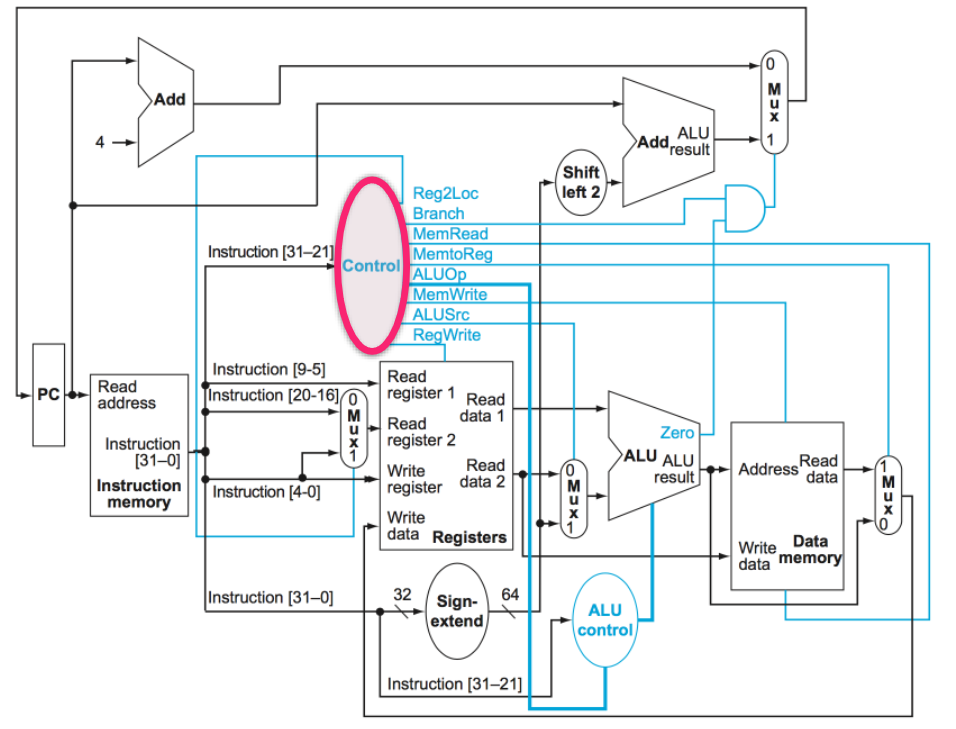 0
M
u
x
1
Add
4
Add
ALU
result
Shift
left 2
Reg2Loc
Branch
MemRead
MemtoReg
ALUOp
MemWrite
ALUSrc
RegWrite
Instruction [31–21]
Control
PC
Read
address
Instruction
[31–0]
Instruction
memory
Instruction [9-5]
Instruction [20-16]
Instruction [4-0]
0
M
u
x
1
Read
register 1
Read
register 2
Write
register
Write
data
Read
data 1
Read
data 2
Registers
0
M
u
x
1
Zero
ALU
ALU
result
Address
Read
data
Write
data
Data
memory
1
M
u
x
0
Instruction [31–0]
32
Sign-
extend
64
ALU
control
Instruction [31–21]